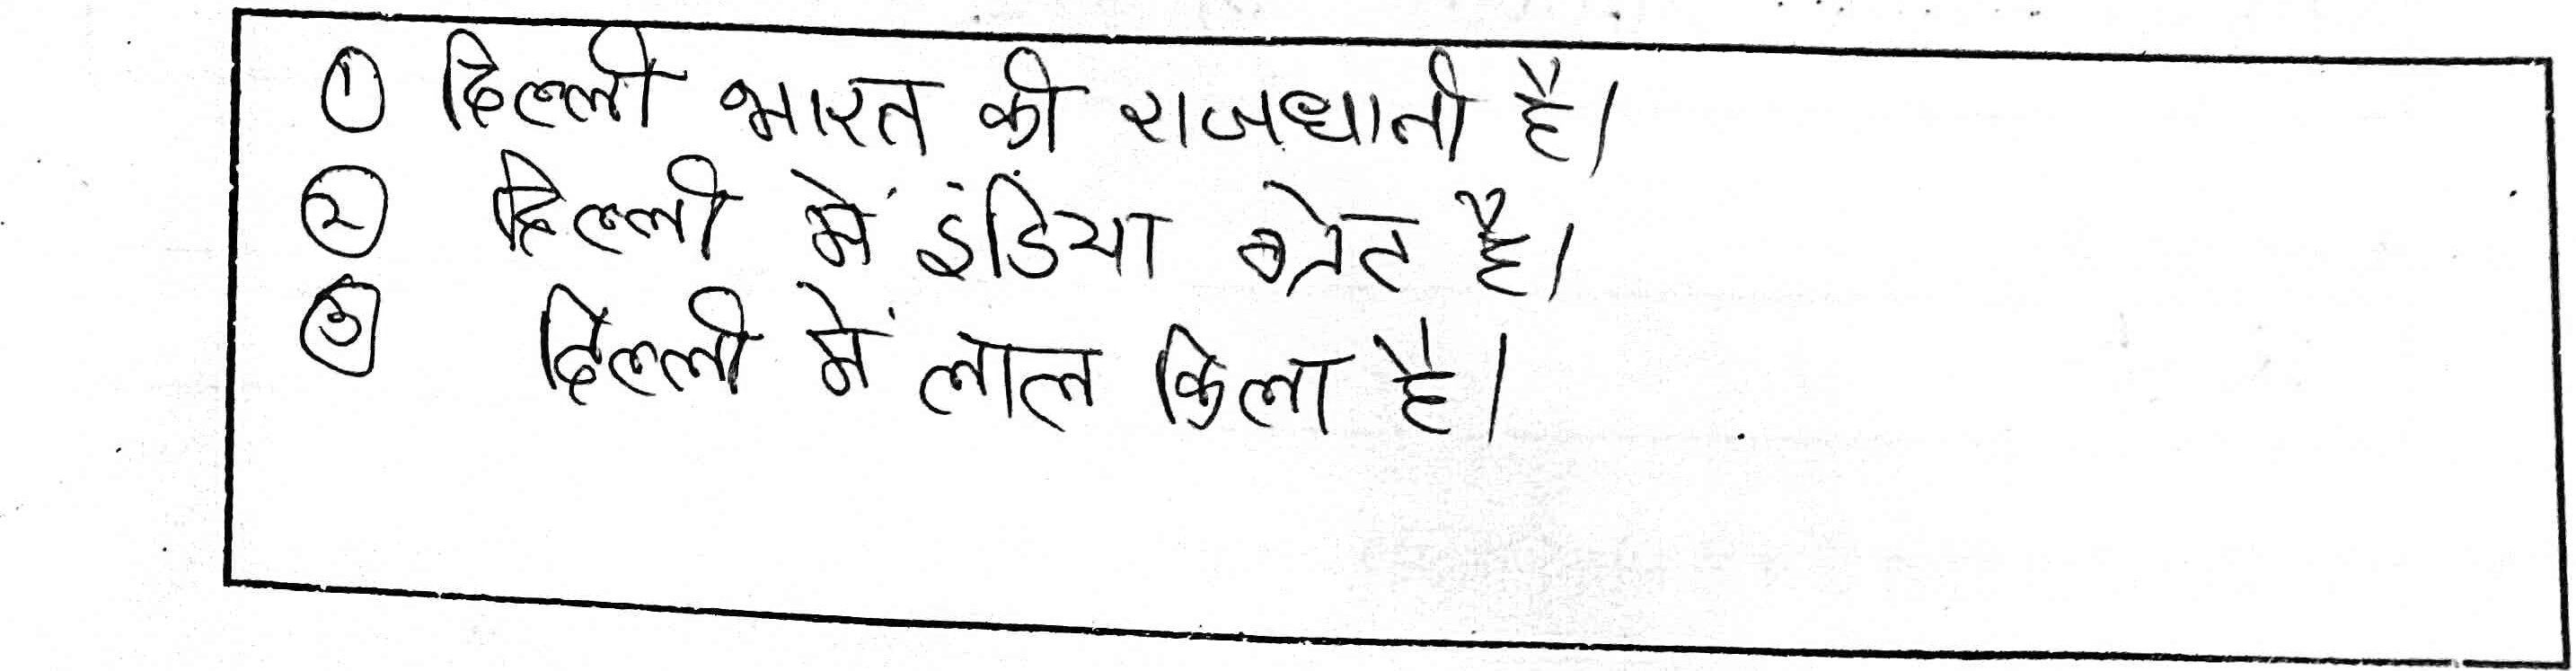 ① दिल्ली भारत की राजधानी है।
② दिल्ली में इंडिया गेट है।
③ दिल्ली में लाल किला है।